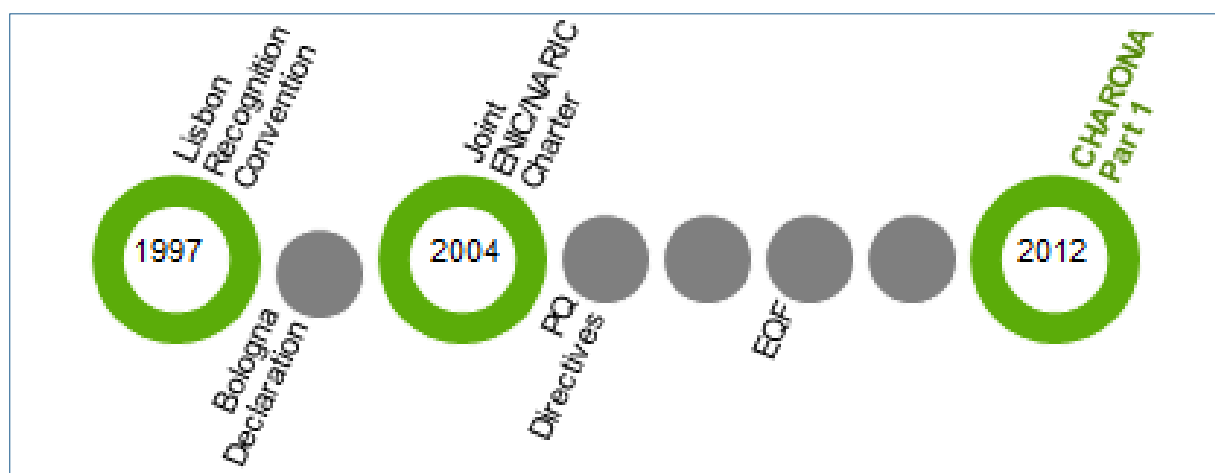 Lisbon
Recognition
Convention
1997
Bologna
Declaration
Joint
ENIC/NARIC
Charter
2004
PQ
Directives
EQF
CHARONA
Part 1
2012